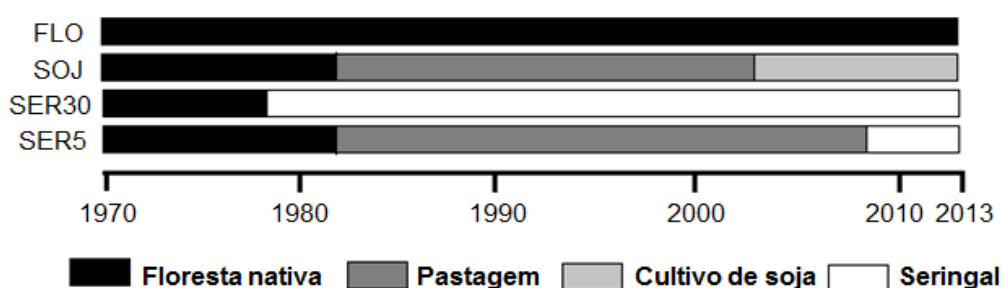 FLO
SOJ
SER30
SER5
1970 1980 1990 2000 2010 2013
Floresta nativa Pastagem Cultivo de soja Seringal